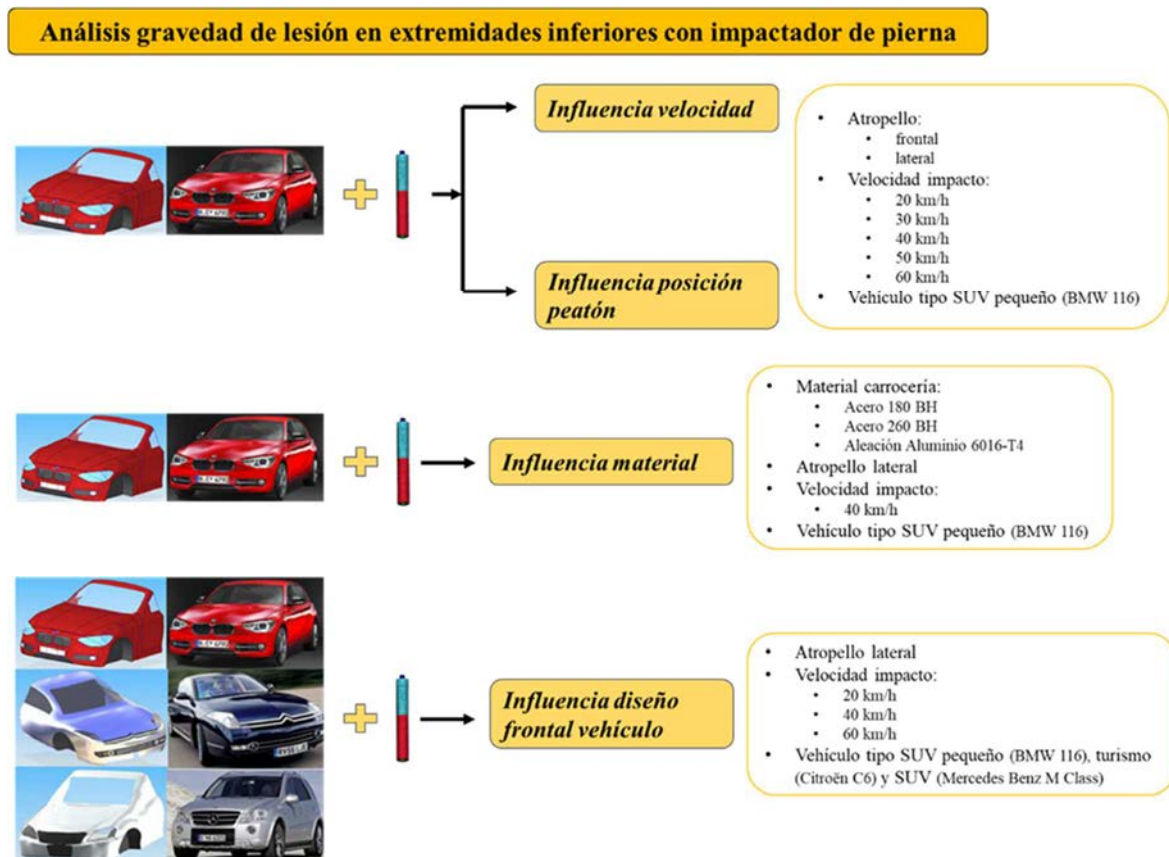 Análisis gravedad de lesión en extremidades inferiores con impactador de pierna
Influencia velocidad
Influencia posición
peatón
• Atropello:
• frontal
• lateral
• Velocidad impacto:
• 20 km/h
• 30 km/h
• 40 km/h
• 50 km/h
• 60 km/h
• Vehículo tipo SUV pequeño (BMW 116)
Influencia material
• Material carrocería:
• Acero 180 BH
• Acero 260 BH
• Aleación Aluminio 6016-T4
• Atropello lateral
• Velocidad impacto:
• 40 km/h
• Vehículo tipo SUV pequeño (BMW 116)
Influencia diseño
frontal vehículo
• Atropello lateral
• Velocidad impacto:
• 20 km/h
• 40 km/h
• 60 km/h
• Vehículo tipo SUV pequeño (BMW 116), turismo
(Citroën C6) y SUV (Mercedes Benz M Class)